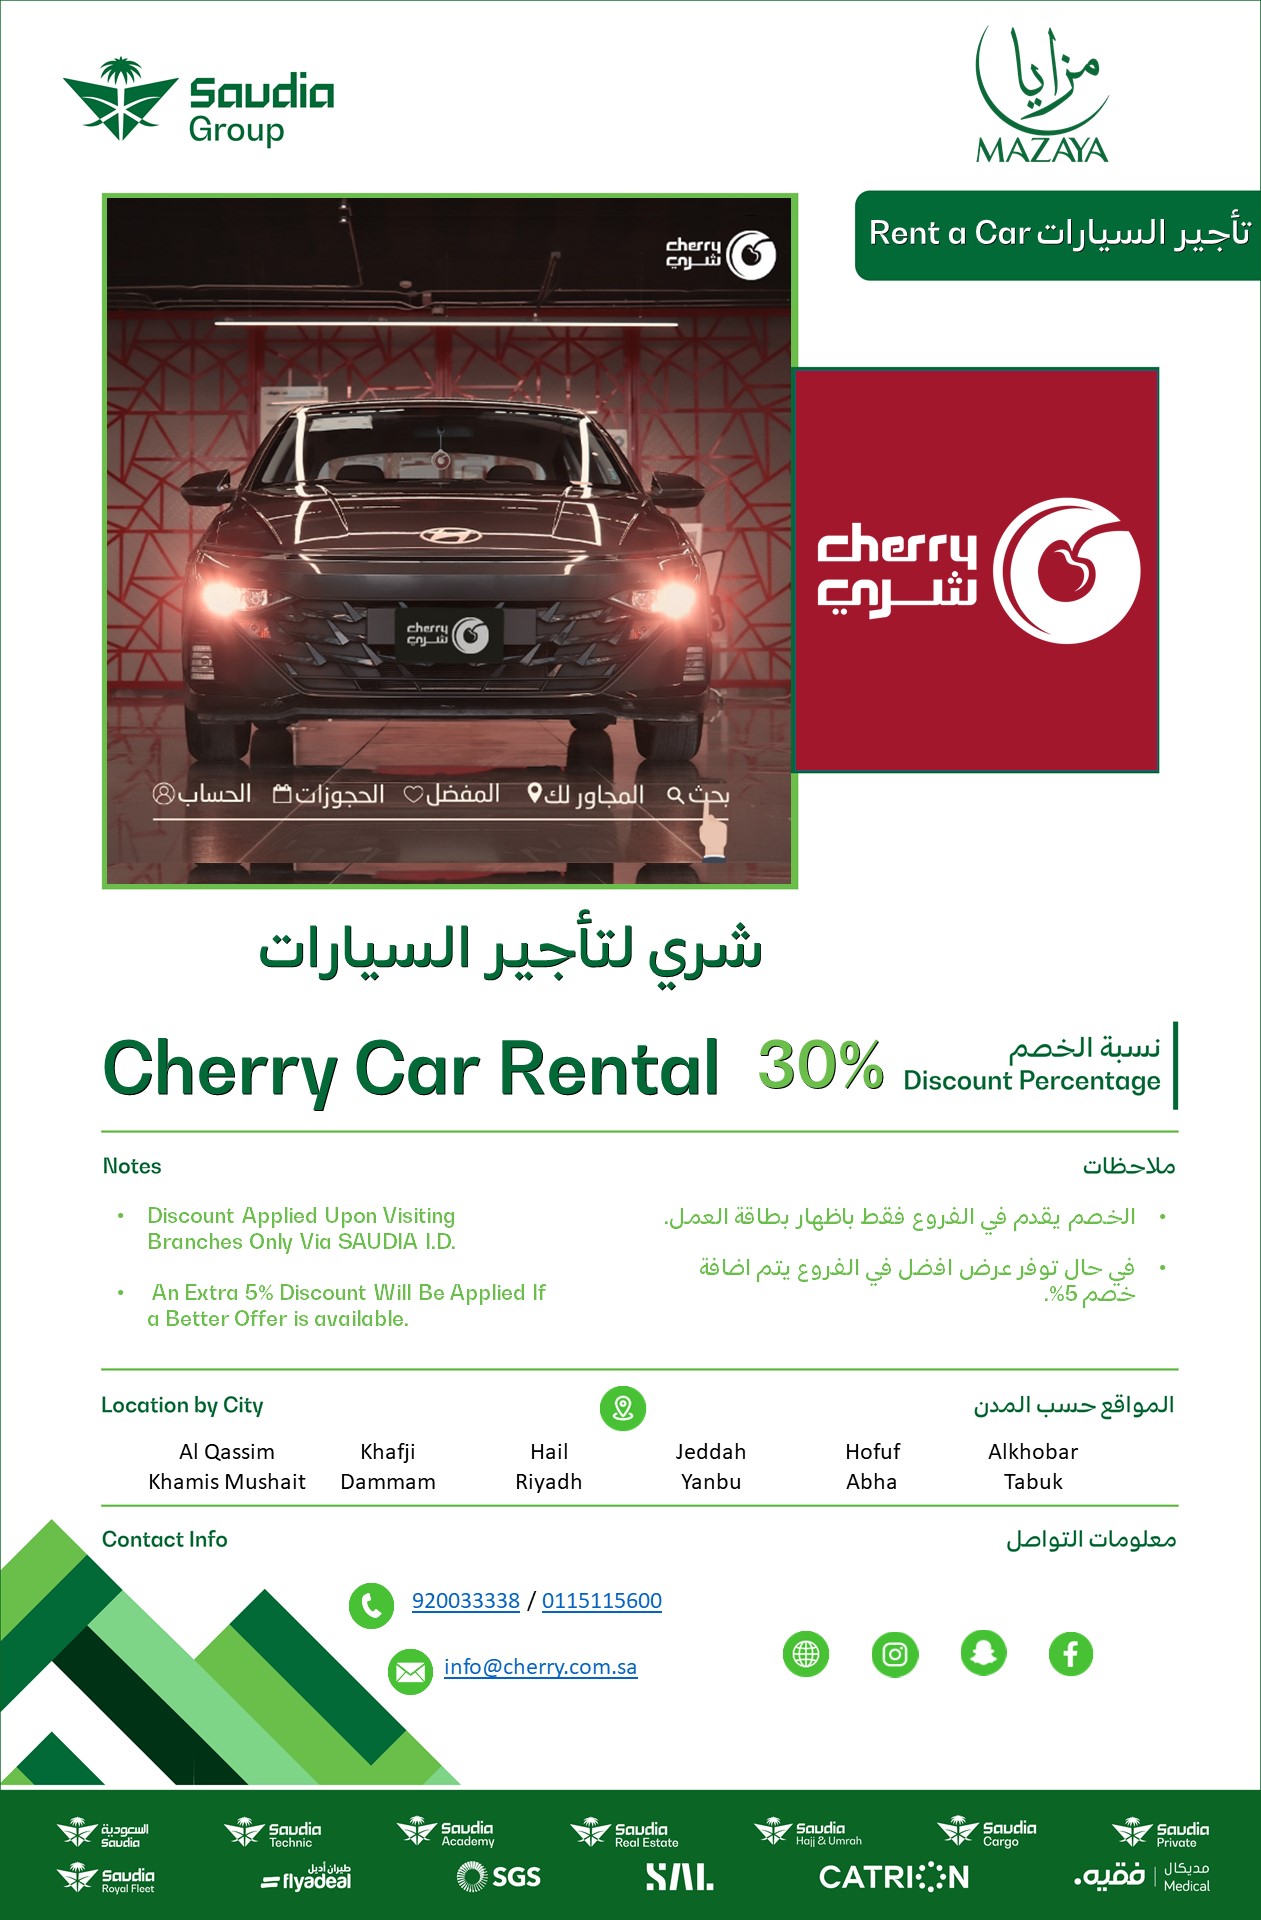 Saudia
Group
مزايا
MAZAYA
Rent a Car تأجير السيارات
cherry
شري
cherry
شري
cherry
شري
بحث المجاور لك المفضل الحجوزات الحساب
شري لتأجير السيارات
Cherry Car Rental
30%
نسبة الخصم
Discount Percentage
Notes
ملاحظات
• Discount Applied Upon Visiting
Branches Only Via SAUDIA I.D.
• An Extra 5% Discount Will Be Applied If
a Better Offer is available.
• الخصم يقدم في الفروع فقط باظهار بطاقة العمل.
• في حال توفر عرض افضل في الفروع يتم اضافة
خصم 5%.
Location by City
المواقع حسب المدن
Al Qassim Khafji Hail Jeddah Hofuf Alkhobar
Khamis Mushait Dammam Riyadh Yanbu Abha Tabuk
Contact Info
معلومات التواصل
920033338 / 0115115600
info@cherry.com.sa
السعودية
Saudia
Saudia
Technic
Saudia
Academy
Saudia
Real Estate
Saudia
Hajj & Umrah
Saudia
Cargo
Saudia
Private
Saudia
Royal Fleet
طيران أديل
flyadeal
SGS
SAL
CATRION
فقيه.
مديكال
Medical